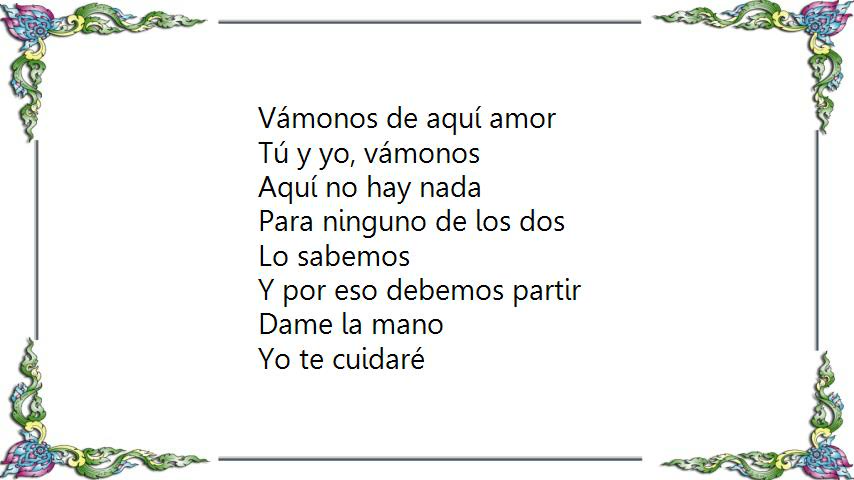 Vámonos de aquí amor
Tú y yo, vámonos
Aquí no hay nada
Para ninguno de los dos
Lo sabemos
Y por eso debemos partir
Dame la mano
Yo te cuidaré